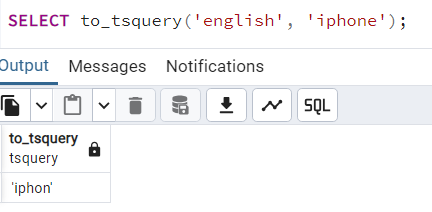 SELECT to_tsquery('english', 'iphone');
Output Messages Notifications
SQL
to_tsquery
tsquery
'iphon'